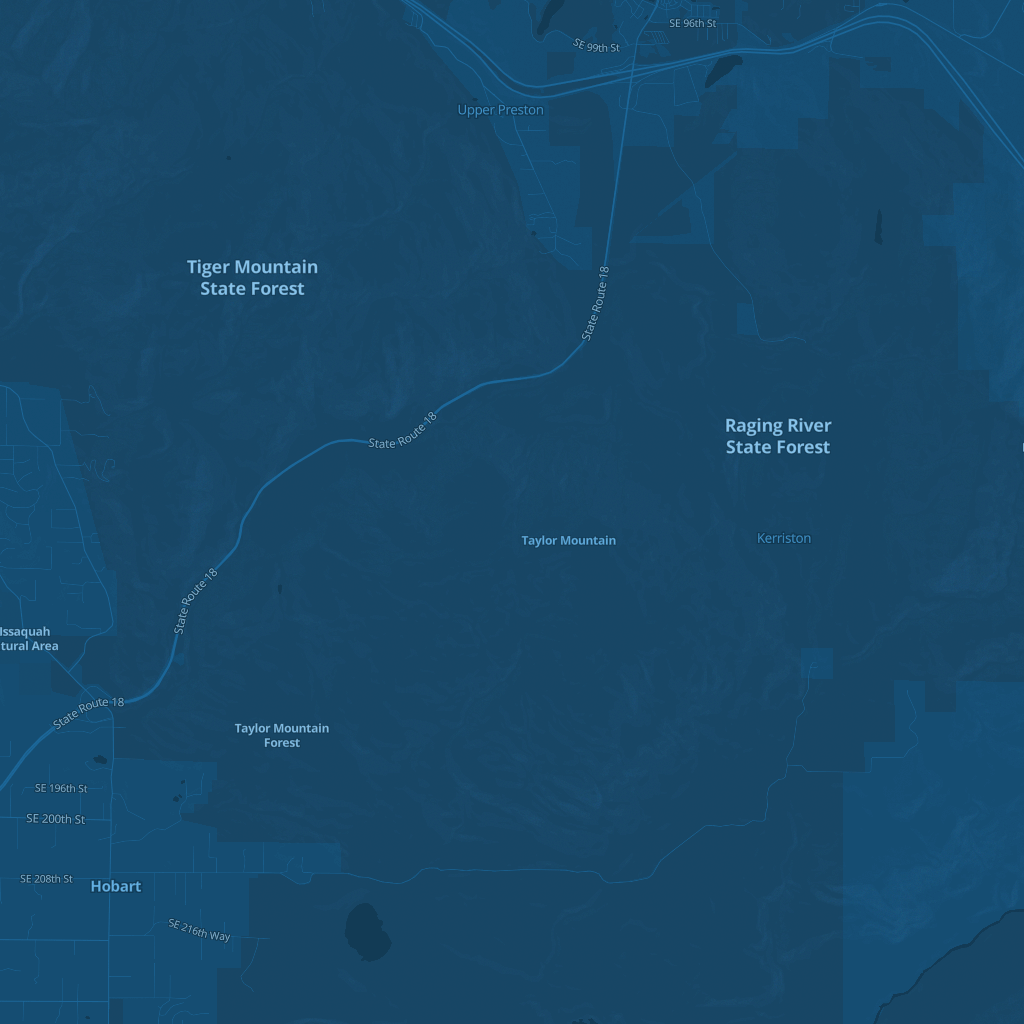 SE 96th St
SE 99th St
Upper Preston
Tiger Mountain
State Forest
State Route 18
State Route 18
Raging River
State Forest
Taylor Mountain
Kerriston
State Route 18
Issaquah
tural Area
State Route 18
Taylor Mountain
Forest
SE 196th St
SE 200th St
SE 208th St
Hobart
SE 216th Way